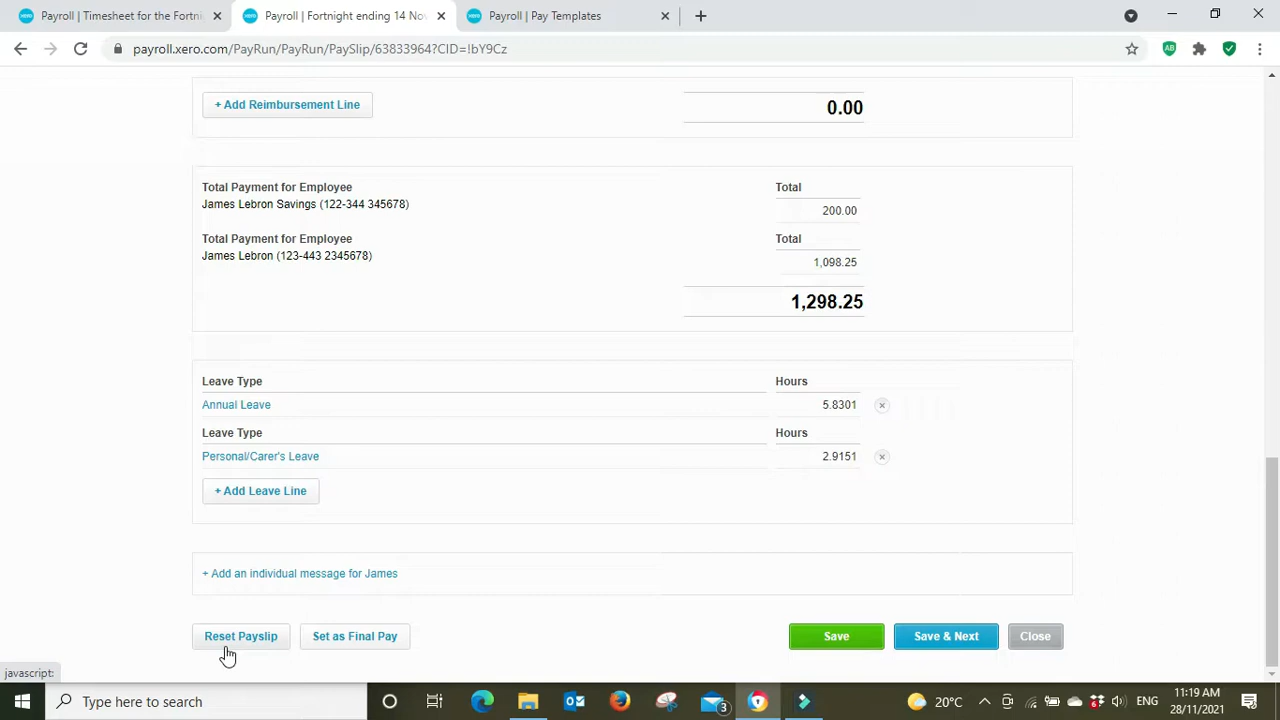 Payroll | Timesheet for the Fortni
Payroll | Fortnight ending 14 Nov
Payroll | Pay Templates
payroll.xero.com/PayRun/PayRun/PaySlip/63833964?CID=!bY9Cz
+ Add Reimbursement Line
0.00
Total Payment for Employee
Total
James Lebron Savings (122-344 345678)
200.00
Total Payment for Employee
Total
James Lebron (123-443 2345678)
1,098.25
1,298.25
Leave Type
Hours
Annual Leave
5.8301
Leave Type
Hours
Personal/Carer's Leave
2.9151
+ Add Leave Line
+ Add an individual message for James
Reset Payslip
Set as Final Pay
Save
Save & Next
Close
javascript:
Type here to search
3
20°C
6
ENG
11:19 AM
28/11/2021